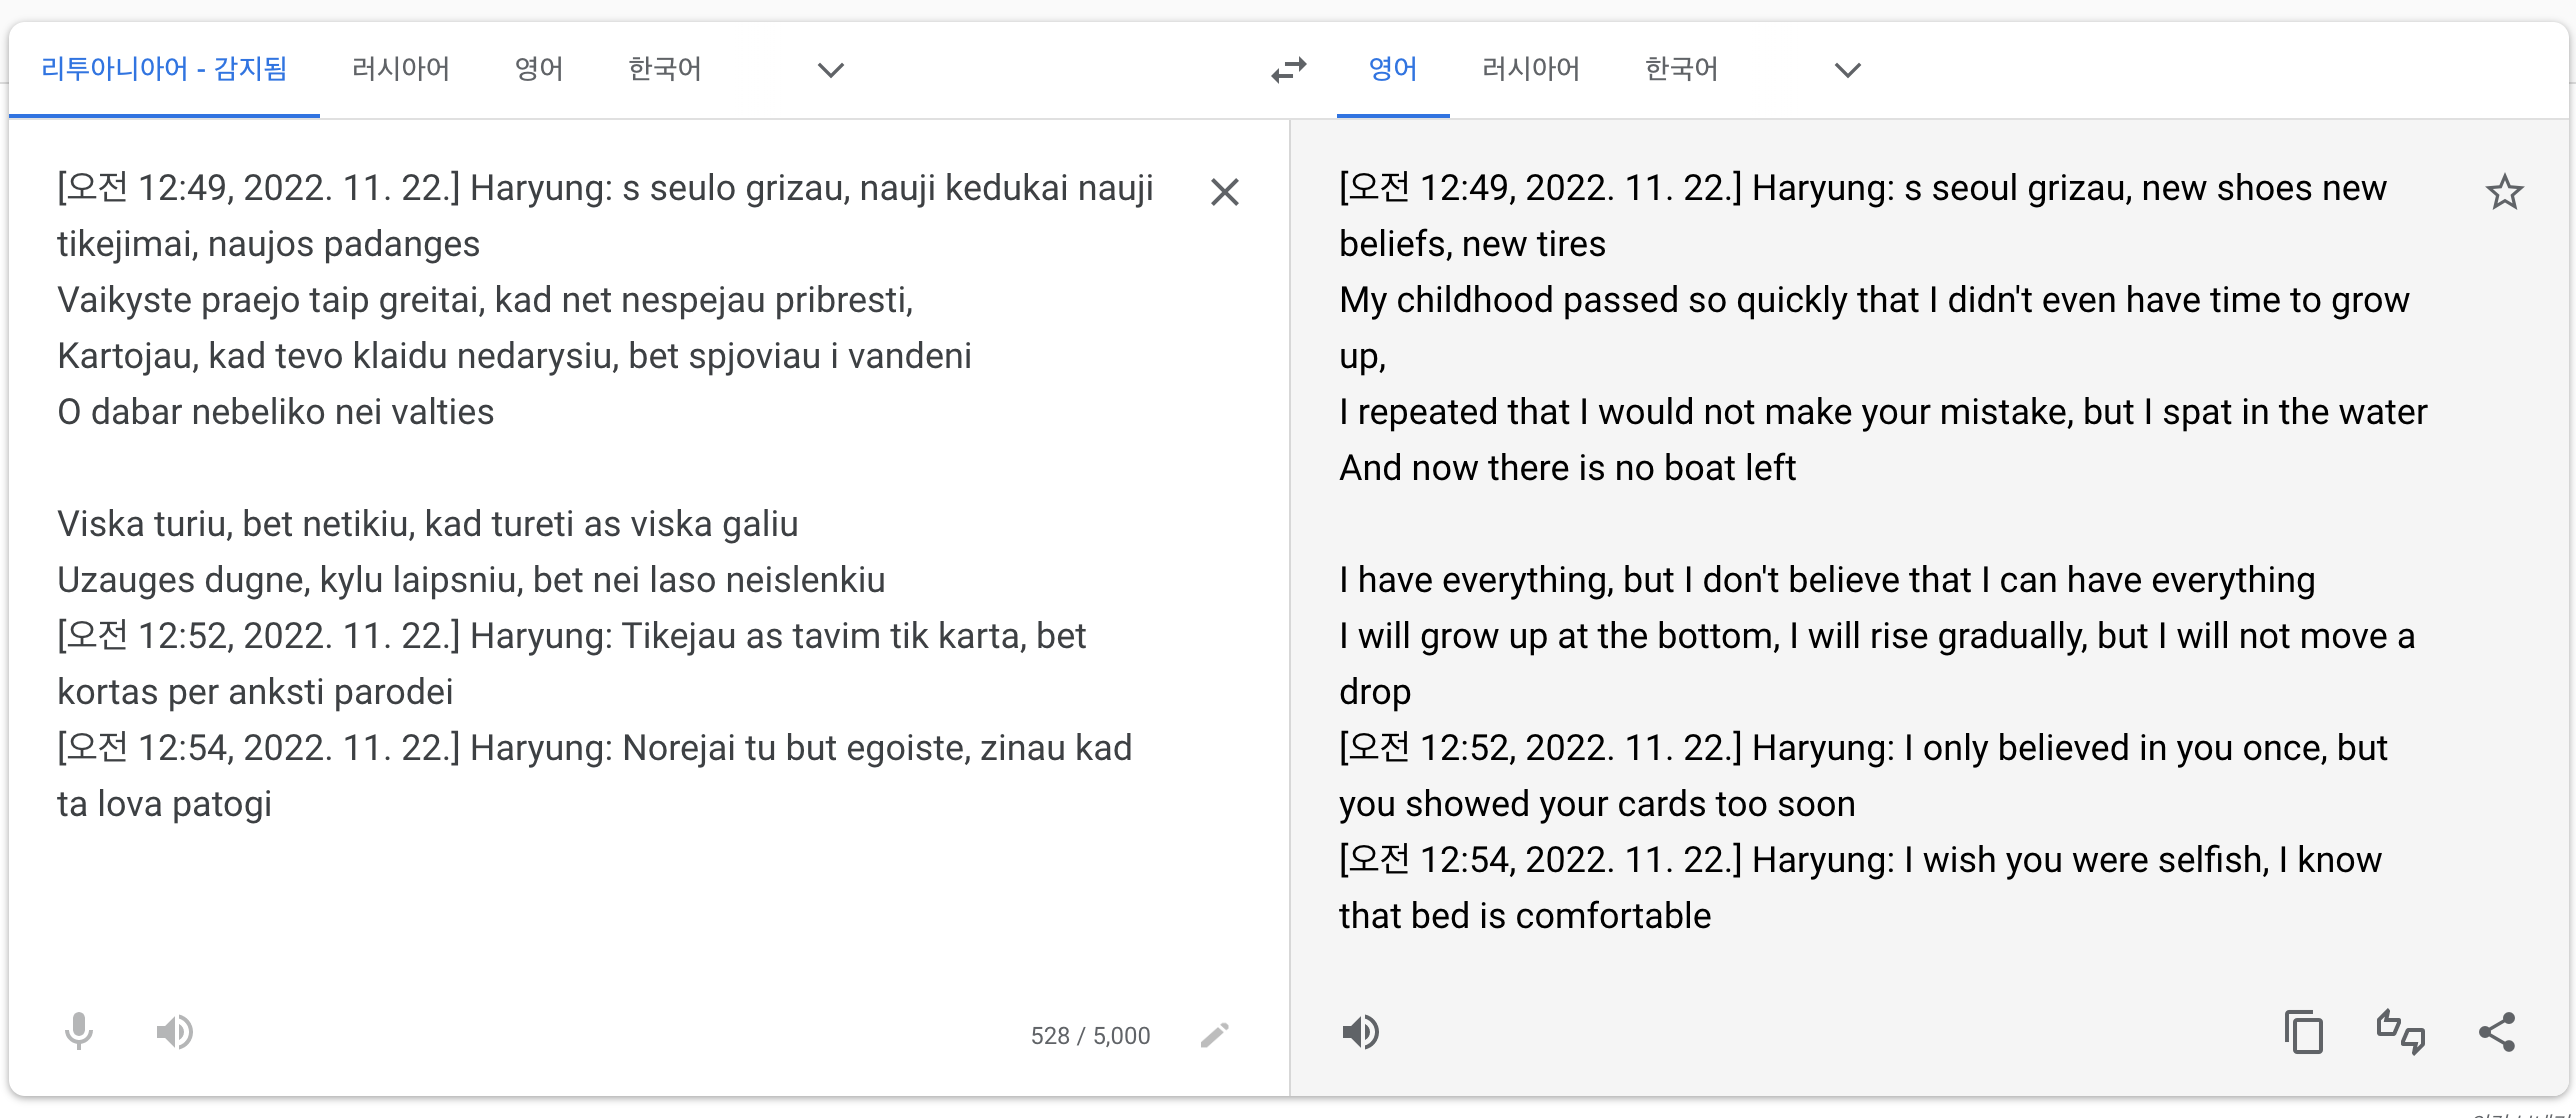 리투아니아어 - 감지됨 러시아어 영어 한국어
영어 러시아어 한국어
[오전 12:49, 2022. 11. 22.] Haryung: s seulo grizau, nauji kedukai nauji
tikejimai, naujos padanges
Vaikyste praejo taip greitai, kad net nespejau pribresti,
Kartojau, kad tevo klaidu nedarysiu, bet spjoviau i vandeni
O dabar nebeliko nei valties
Viska turiu, bet netikiu, kad tureti as viska galiu
Uzauges dugne, kylu laipsniu, bet nei laso neislenkiu
[오전 12:52, 2022. 11. 22.] Haryung: Tikejau as tavim tik karta, bet
kortas per anksti parodei
[오전 12:54, 2022. 11. 22.] Haryung: Norejai tu but egoiste, zinau kad
ta lova patogi
528 / 5,000
[오전 12:49, 2022. 11. 22.] Haryung: s seoul grizau, new shoes new
beliefs, new tires
My childhood passed so quickly that I didn't even have time to grow
up,
I repeated that I would not make your mistake, but I spat in the water
And now there is no boat left
I have everything, but I don't believe that I can have everything
I will grow up at the bottom, I will rise gradually, but I will not move a
drop
[오전 12:52, 2022. 11. 22.] Haryung: I only believed in you once, but
you showed your cards too soon
[오전 12:54, 2022. 11. 22.] Haryung: I wish you were selfish, I know
that bed is comfortable